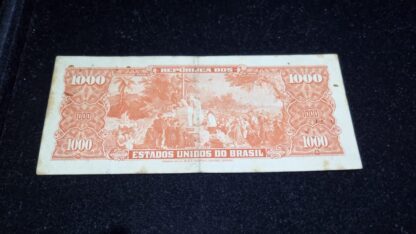 REPUBLICA DOS
1000 1000
1000 1000
ESTADOS UNIDOS DO BRASIL